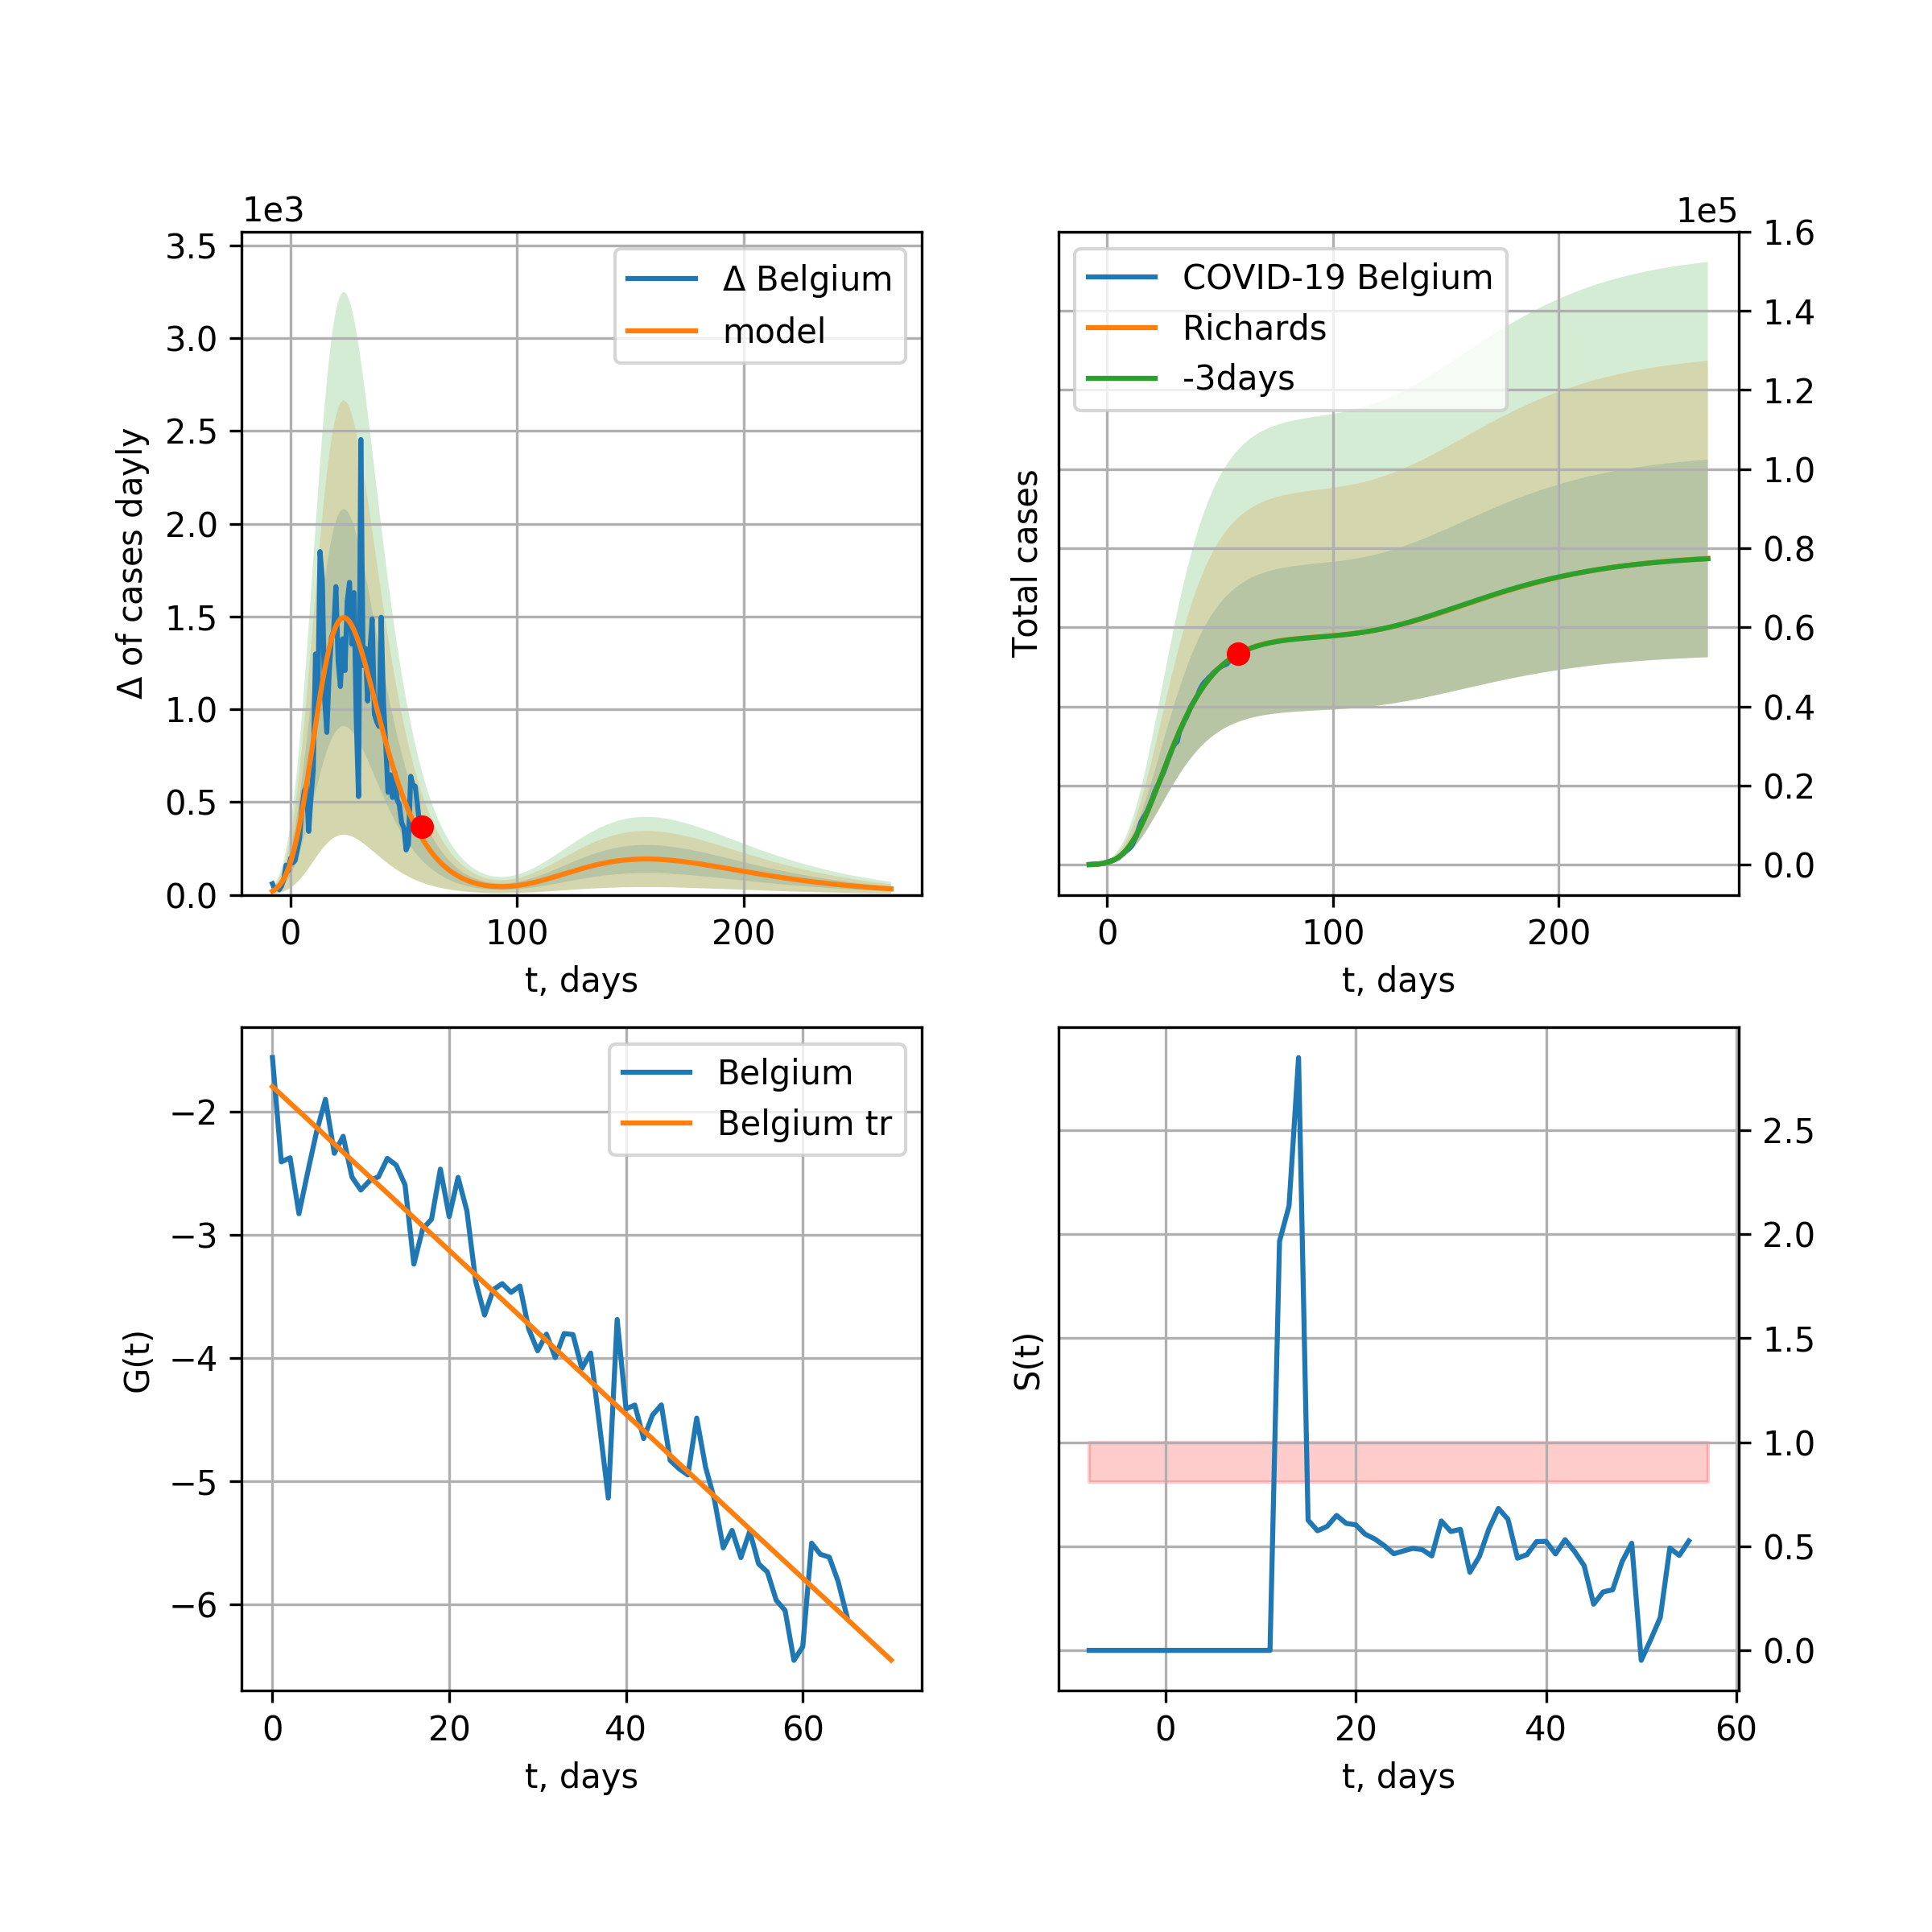 1e3
3.5
3.0
2.5
2.0
1.5
1.0
0.5
0.0
Δ of cases dayly
Δ Belgium
model
0 100 200
t, days
1e5
1.6
1.4
1.2
1.0
0.8
0.6
0.4
0.2
0.0
Total cases
COVID-19 Belgium
Richards
-3days
0 100 200
t, days
−2
−3
−4
−5
−6
G(t)
Belgium
Belgium tr
0 20 40 60
t, days
2.5
2.0
1.5
1.0
0.5
0.0
S(t)
0 20 40 60
t, days